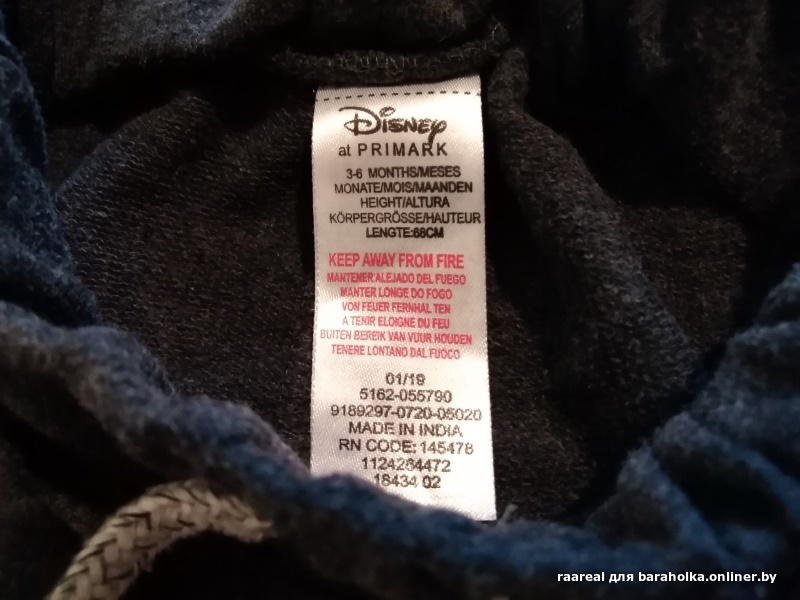 Disney
at PRIMARK
3-6 MONTHS/MESES
MONATE/MOIS/MAANDEN
HEIGHT/ALTURA
KÖRPERGRÖSSE/HAUTEUR
LENGTE:68CM
KEEP AWAY FROM FIRE
MANTENER ALEJADO DEL FUEGO
MANTER LONGE DO FOGO
VON FEUER FERNHAL TEN
A TENIR ELOIGNE DU FEU
BUITEN BEREIK VAN VUUR HOUDEN
TENERE LONTANO DAL FUOCO
01/19
5162-055790
9189297-0720-05020
MADE IN INDIA
RN CODE: 145478
1124264472
18434 02
raareal для baraholka.onliner.by